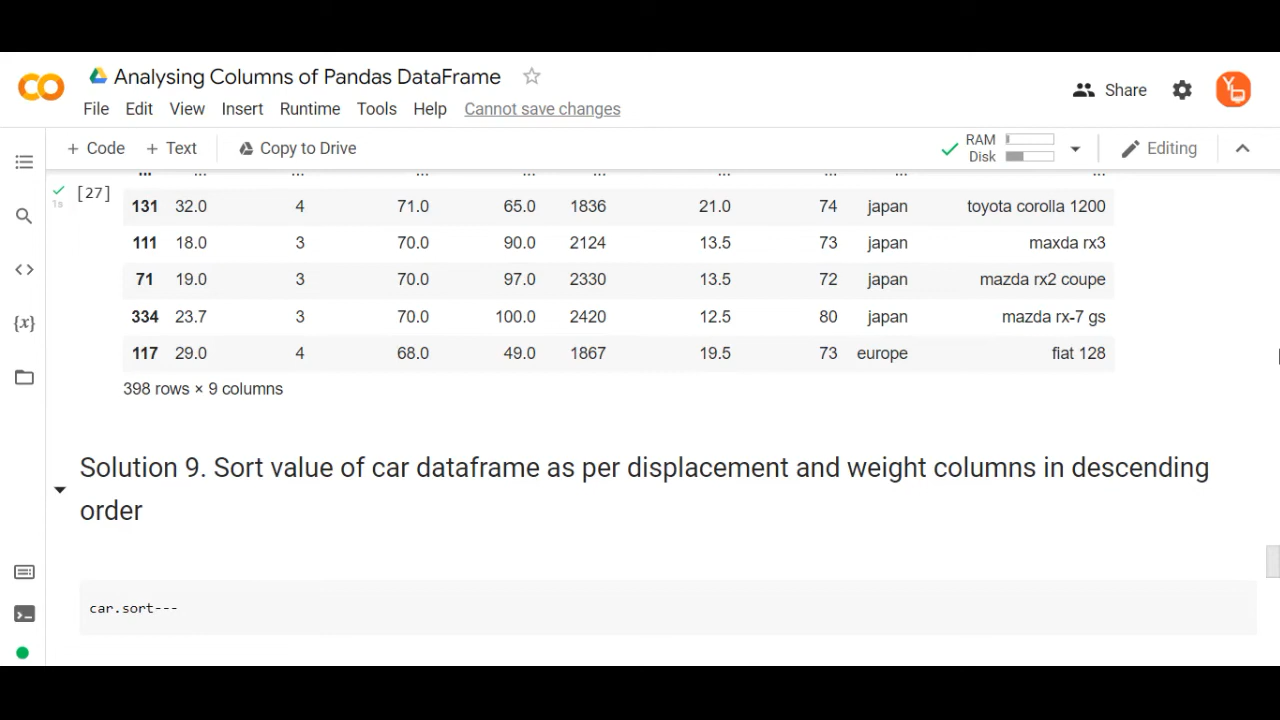 Analysing Columns of Pandas DataFrame
File Edit View Insert Runtime Tools Help Cannot save changes
Share
+ Code + Text Copy to Drive
RAM
Disk
Editing
... ... ... ... ... ... ... ... ...
[27]
1s
131 32.0 4 71.0 65.0 1836 21.0 74 japan toyota corolla 1200
111 18.0 3 70.0 90.0 2124 13.5 73 japan maxda rx3
71 19.0 3 70.0 97.0 2330 13.5 72 japan mazda rx2 coupe
334 23.7 3 70.0 100.0 2420 12.5 80 japan mazda rx-7 gs
117 29.0 4 68.0 49.0 1867 19.5 73 europe fiat 128
398 rows × 9 columns
Solution 9. Sort value of car dataframe as per displacement and weight columns in descending
order
car.sort---